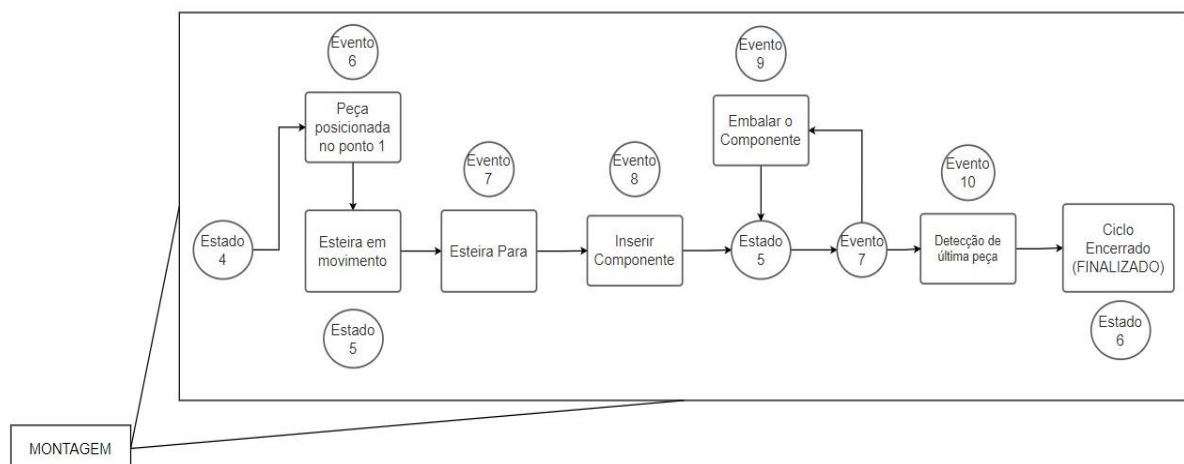 Evento
6
Peça
posicionada
no ponto 1
Estado
4
Esteira em
movimento
Estado
5
Evento
7
Esteira Para
Evento
8
Inserir
Componente
Evento
9
Embalar o
Componente
Estado
5
Evento
7
Evento
10
Detecção de
última peça
Ciclo
Encerrado
(FINALIZADO)
Estado
6
MONTAGEM